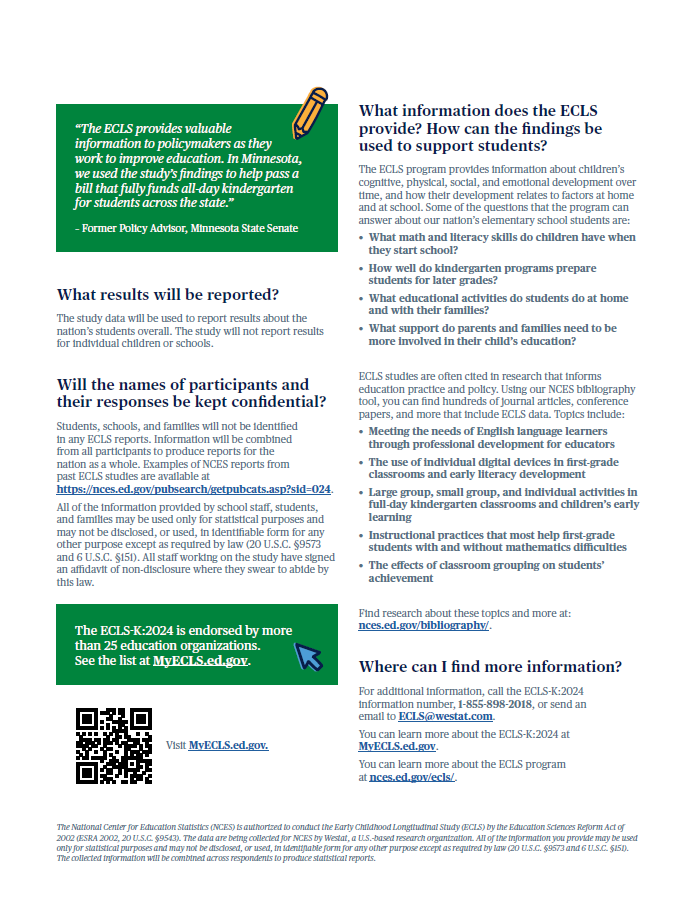 “The ECLS provides valuable
information to policymakers as they
work to improve education. In Minnesota,
we used the study’s findings to help pass a
bill that fully funds all-day kindergarten
for students across the state.”
– Former Policy Advisor, Minnesota State Senate
What results will be reported?
The study data will be used to report results about the
nation’s students overall. The study will not report results
for individual children or schools.
Will the names of participants and
their responses be kept confidential?
Students, schools, and families will not be identified
in any ECLS reports. Information will be combined
from all participants to produce reports for the
nation as a whole. Examples of NCES reports from
past ECLS studies are available at
https://nces.ed.gov/pubsearch/getpubcats.asp?sid=024.
All of the information provided by school staff, students,
and families may be used only for statistical purposes and
may not be disclosed, or used, in identifiable form for any
other purpose except as required by law (20 U.S.C. §9573
and 6 U.S.C. §151). All staff working on the study have signed
an affidavit of non-disclosure where they swear to abide by
this law.
The ECLS-K:2024 is endorsed by more
than 25 education organizations.
See the list at MyECLS.ed.gov.
Visit MyECLS.ed.gov.
What information does the ECLS
provide? How can the findings be
used to support students?
The ECLS program provides information about children’s
cognitive, physical, social, and emotional development over
time, and how their development relates to factors at home
and at school. Some of the questions that the program can
answer about our nation’s elementary school students are:
• What math and literacy skills do children have when
they start school?
• How well do kindergarten programs prepare
students for later grades?
• What educational activities do students do at home
and with their families?
• What support do parents and families need to be
more involved in their child’s education?
ECLS studies are often cited in research that informs
education practice and policy. Using our NCES bibliography
tool, you can find hundreds of journal articles, conference
papers, and more that include ECLS data. Topics include:
• Meeting the needs of English language learners
through professional development for educators
• The use of individual digital devices in first-grade
classrooms and early literacy development
• Large group, small group, and individual activities in
full-day kindergarten classrooms and children’s early
learning
• Instructional practices that most help first-grade
students with and without mathematics difficulties
• The effects of classroom grouping on students’
achievement
Find research about these topics and more at:
nces.ed.gov/bibliography/.
Where can I find more information?
For additional information, call the ECLS-K:2024
information number, 1-855-898-2018, or send an
email to ECLS@westat.com.
You can learn more about the ECLS-K:2024 at
MyECLS.ed.gov.
You can learn more about the ECLS program
at nces.ed.gov/ecls/.
The National Center for Education Statistics (NCES) is authorized to conduct the Early Childhood Longitudinal Study (ECLS) by the Education Sciences Reform Act of
2002 (ESRA 2002, 20 U.S.C. §9543). The data are being collected for NCES by Westat, a U.S.-based research organization. All of the information you provide may be used
only for statistical purposes and may not be disclosed, or used, in identifiable form for any other purpose except as required by law (20 U.S.C. §9573 and 6 U.S.C. §151).
The collected information will be combined across respondents to produce statistical reports.